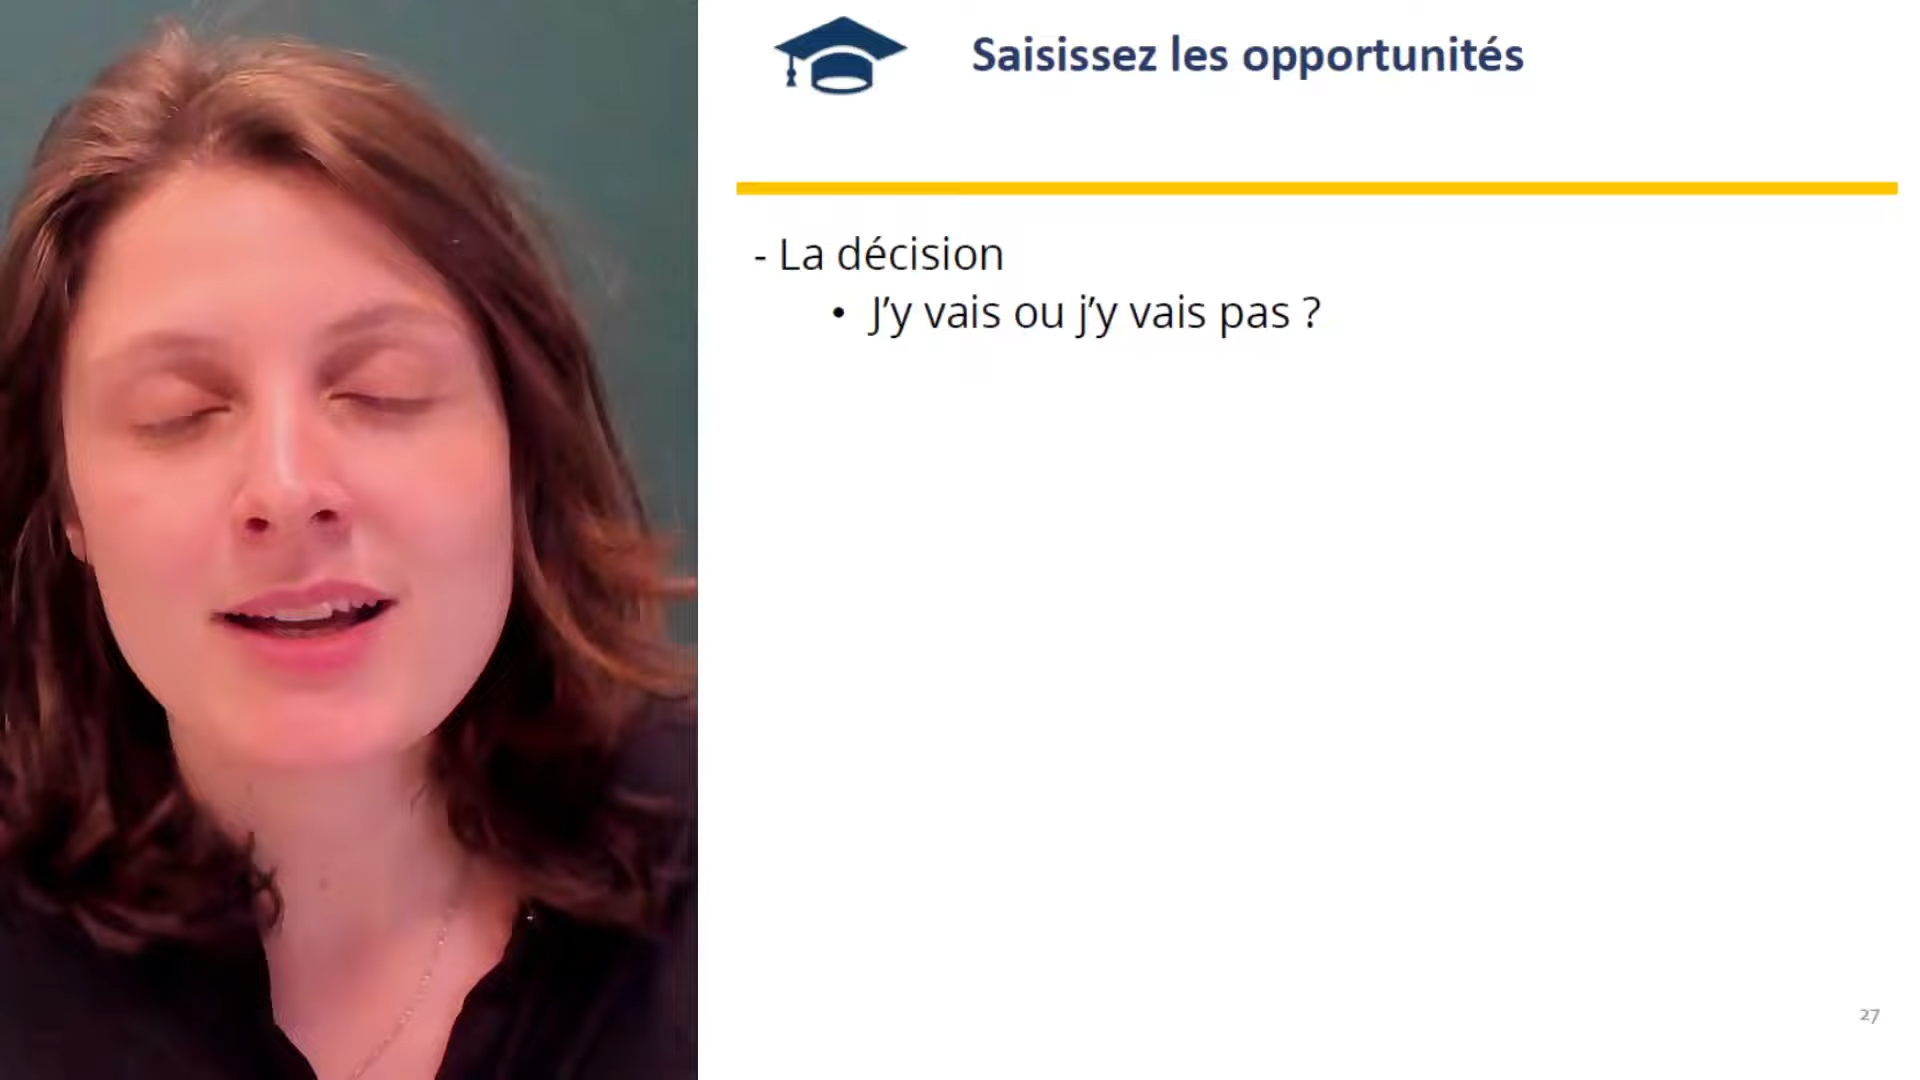 Saisissez les opportunités
- La décision
• J’y vais ou j’y vais pas ?
27